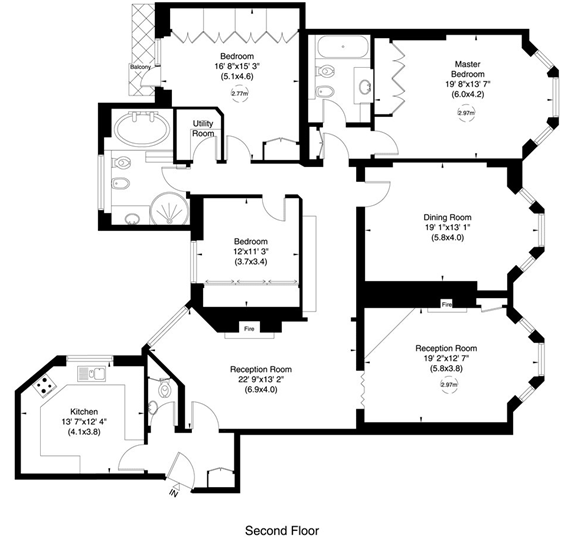 Balcony
Bedroom
16' 8"x15' 3"
(5.1x4.6)
2.77m
Master
Bedroom
19' 8"x13' 7"
(6.0x4.2)
2.97m
Utility
Room
Dining Room
19' 1"x13' 1"
(5.8x4.0)
Bedroom
12'x11' 3"
(3.7x3.4)
Fire
Fire
Reception Room
22' 9"x13' 2"
(6.9x4.0)
Reception Room
19' 2"x12' 7"
(5.8x3.8)
2.97m
Kitchen
13' 7"x12' 4"
(4.1x3.8)
IN
Second Floor